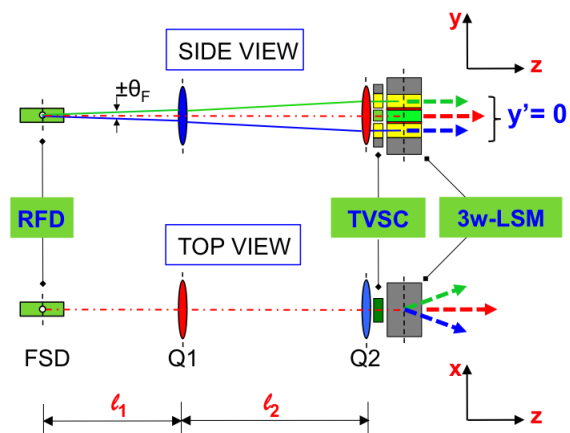 SIDE VIEW
y
z
±θF
y'= 0
RFD
TVSC
3w-LSM
TOP VIEW
FSD
Q1
Q2
x
z
ℓ1
ℓ2